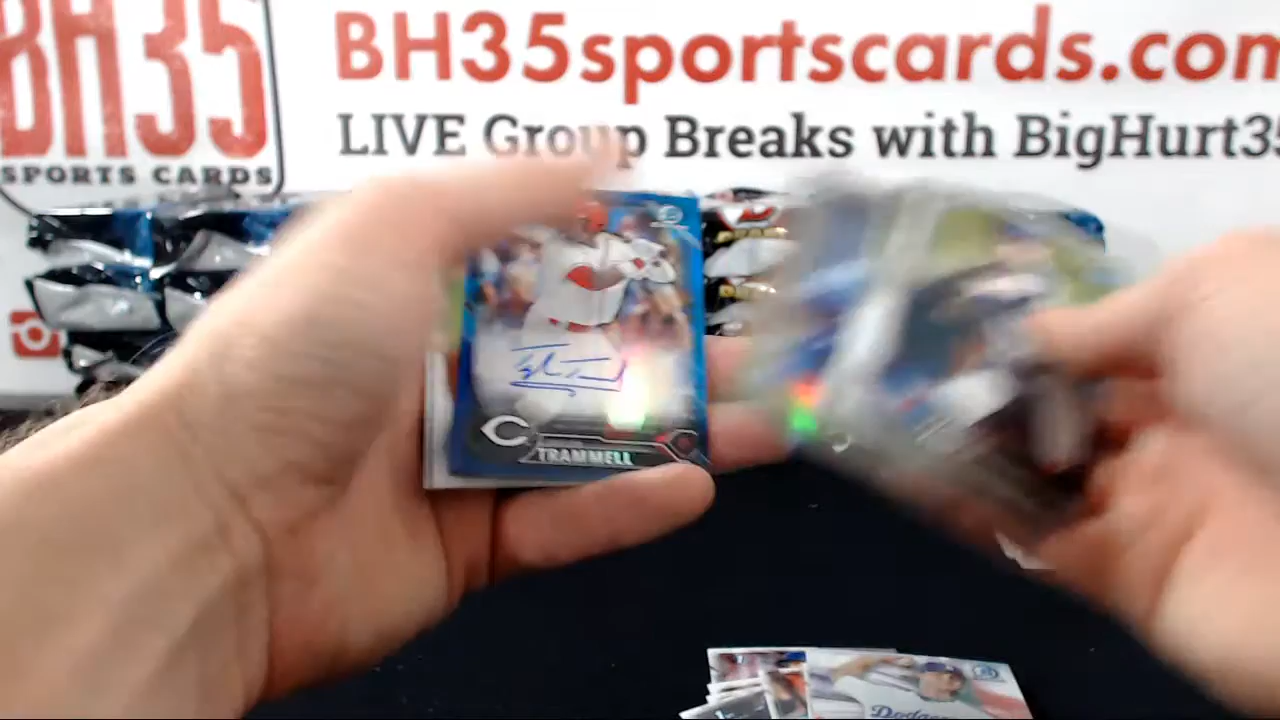 BH35
SPORTS CARDS
BH35sportscards.com
LIVE Group Breaks with BigHurt35
C
TRAMMELL
Dodgers